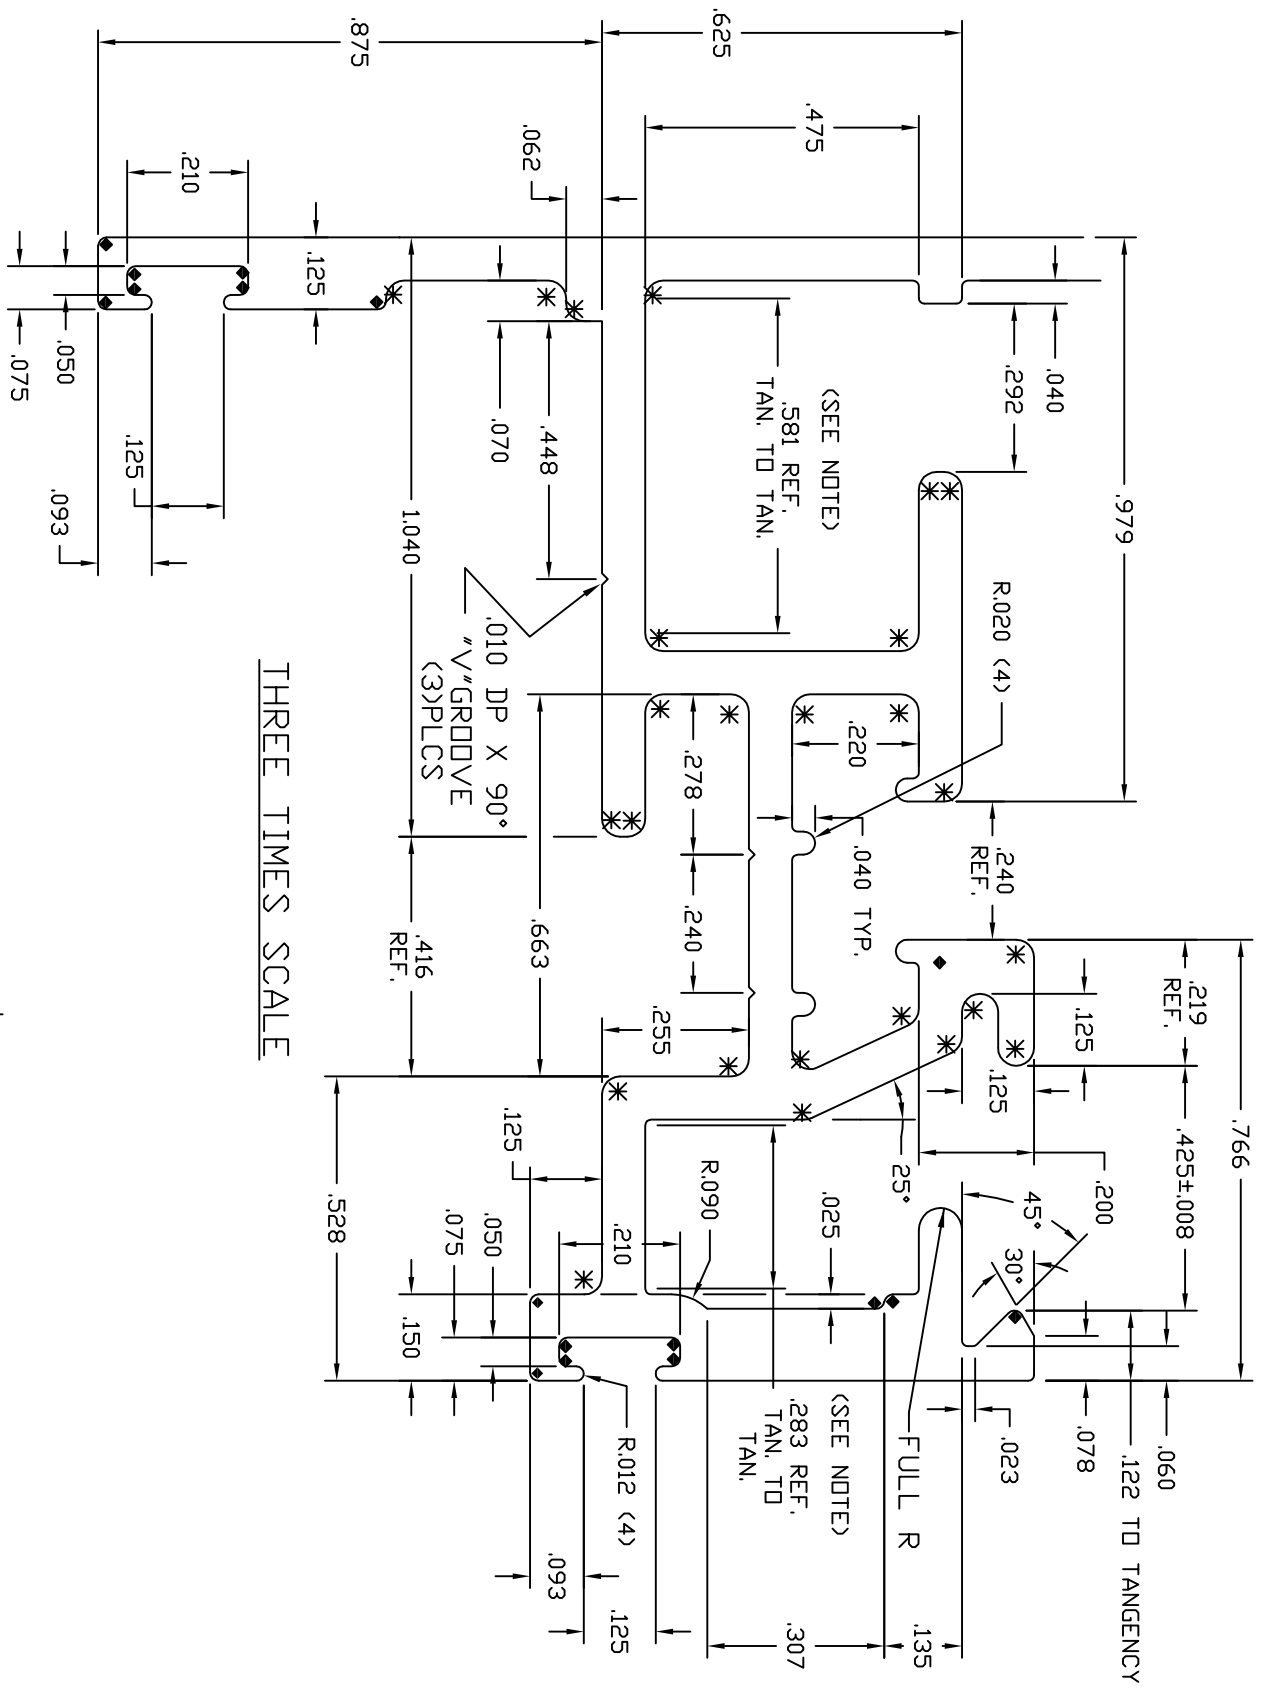 .766
.219
REF.
.425±.008
.060
.122 TO TANGENCY
.979
.200
.125
.078
.040
45°
.292
30°
.023
R.020 (4)
.240
REF.
.125
.135
FULL R
25°
.040 TYP.
.220
(SEE NOTE)
.581 REF.
TAN. TO TAN.
(SEE NOTE)
.283 REF.
TAN. TO
TAN.
.025
.475
.307
.625
R.090
.278
.240
.255
R.012 (4)
.210
.125
.093
.448
.663
.062
.125
.070
.010 DP X 90°
"V"GROOVE
(3)PLCS
.050
.075
1.040
.416
REF.
.150
.875
.528
.125
THREE TIMES SCALE
.210
.125
.093
.050
.075